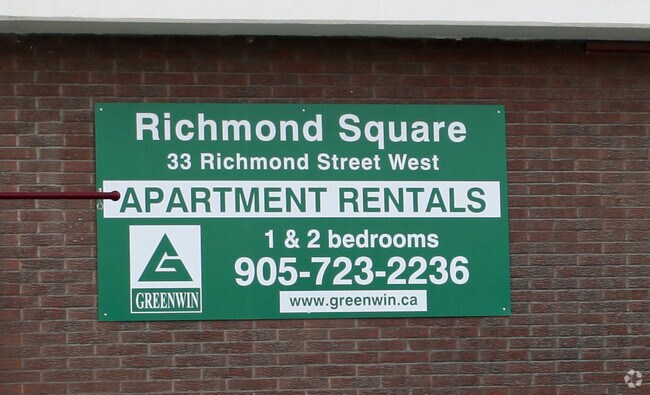 Richmond Square
33 Richmond Street West
APARTMENT RENTALS
1 & 2 bedrooms
905-723-2236
www.greenwin.ca
GREENWIN